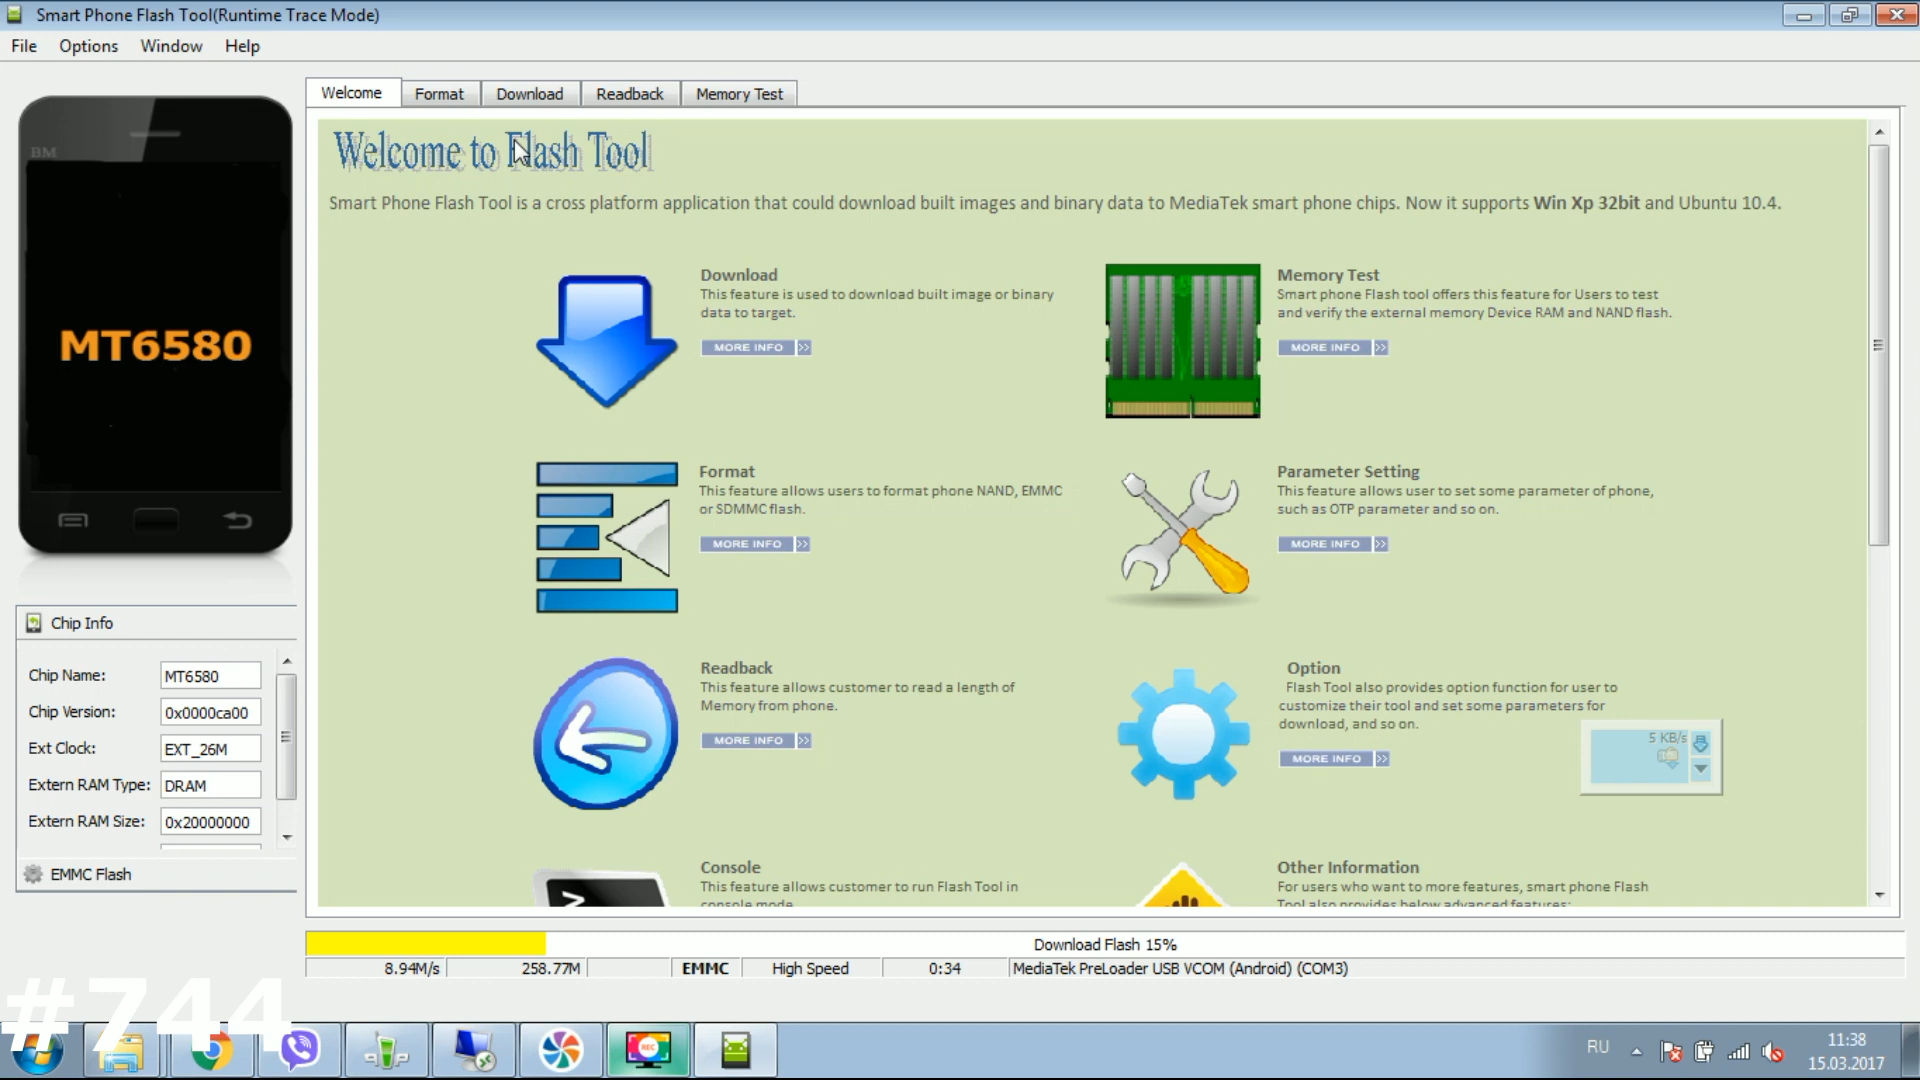 Smart Phone Flash Tool(Runtime Trace Mode)
File Options Window Help
Welcome Format Download Readback Memory Test
BM
MT6580
Welcome to Flash Tool
Smart Phone Flash Tool is a cross platform application that could download built images and binary data to MediaTek smart phone chips. Now it supports Win Xp 32bit and Ubuntu 10.4.
Download
This feature is used to download built image or binary
data to target.
MORE INFO
Memory Test
Smart phone Flash tool offers this feature for Users to test
and verify the external memory Device RAM and NAND flash.
MORE INFO
Format
This feature allows users to format phone NAND, EMMC
or SDMMC flash.
MORE INFO
Parameter Setting
This feature allows user to set some parameter of phone,
such as OTP parameter and so on.
MORE INFO
Readback
This feature allows customer to read a length of
Memory from phone.
MORE INFO
Option
Flash Tool also provides option function for user to
customize their tool and set some parameters for
download, and so on.
MORE INFO
5 KB/s
Console
This feature allows customer to run Flash Tool in
console mode.
Other Information
For users who want to more features, smart phone Flash
Tool also provides below advanced features:
Chip Info
Chip Name: MT6580
Chip Version: 0x0000ca00
Ext Clock: EXT_26M
Extern RAM Type: DRAM
Extern RAM Size: 0x20000000
EMMC Flash
Download Flash 15%
8.94M/s 258.77M EMMC High Speed 0:34 MediaTek PreLoader USB VCOM (Android) (COM3)
#744
REC
RU
11:38
15.03.2017